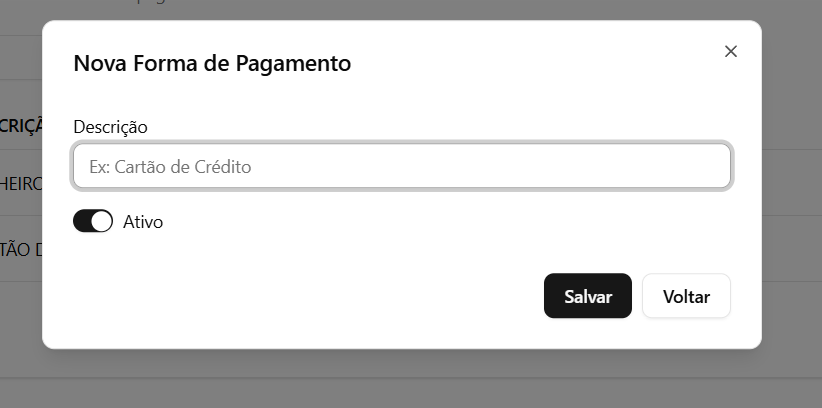 Nova Forma de Pagamento
Descrição
Ex: Cartão de Crédito
Ativo
Salvar
Voltar